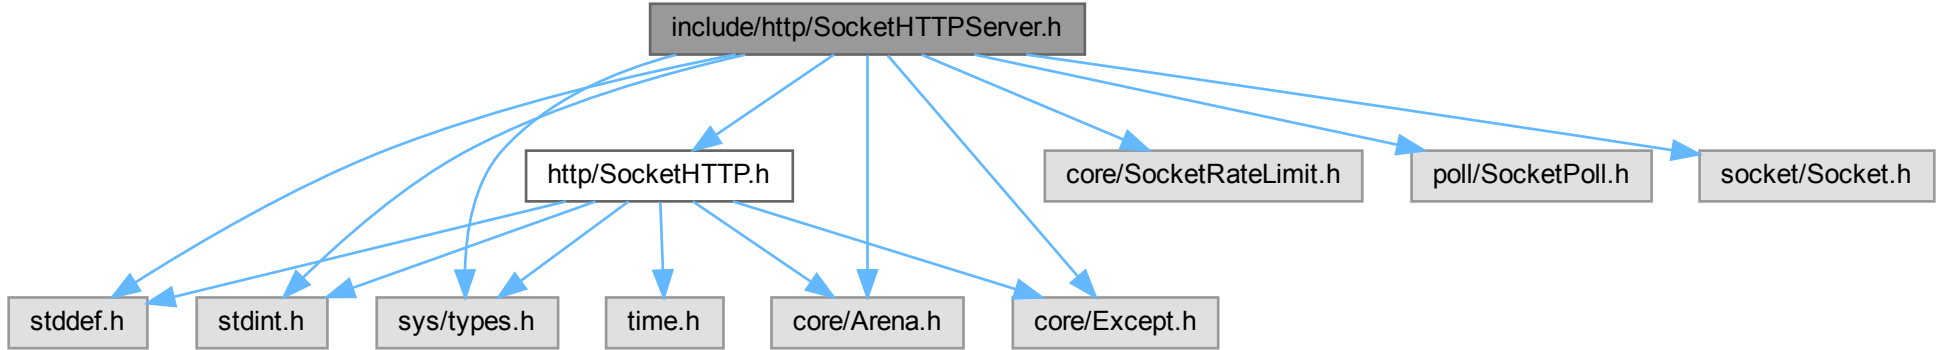 include/http/SocketHTTPServer.h
http/SocketHTTP.h
core/SocketRateLimit.h
poll/SocketPoll.h
socket/Socket.h
stddef.h
stdint.h
sys/types.h
time.h
core/Arena.h
core/Except.h